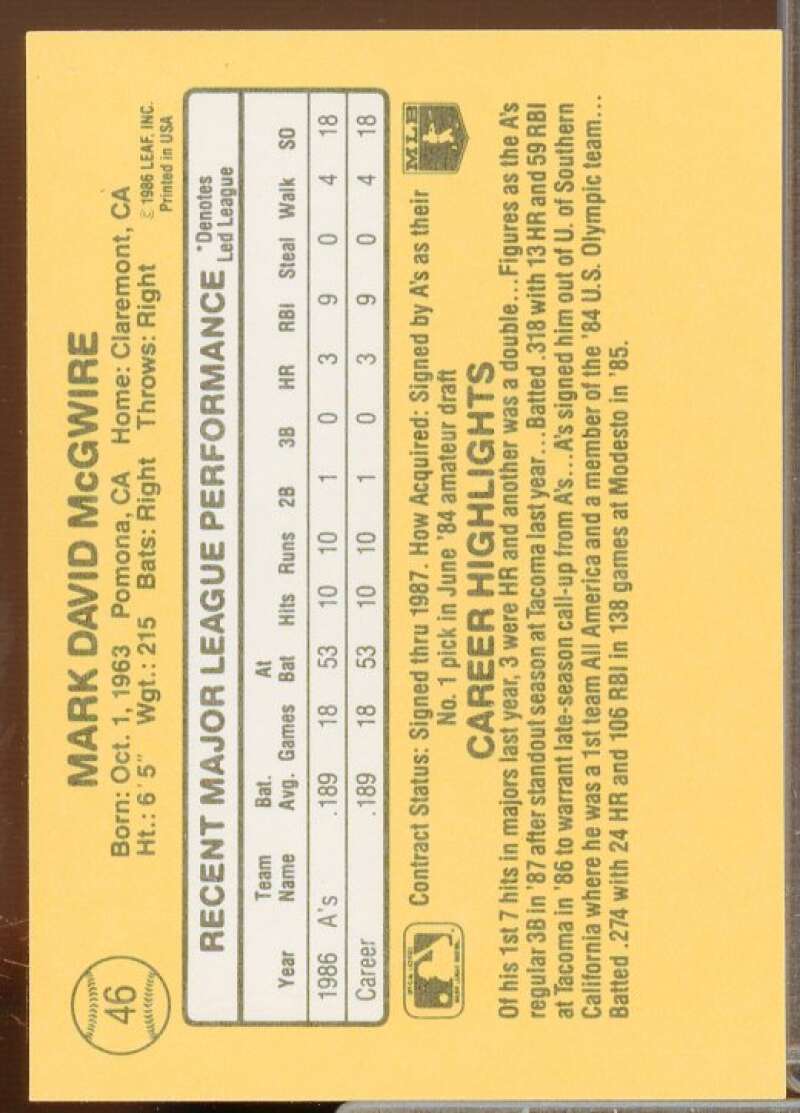 46
MARK DAVID McGWIRE
Born: Oct. 1, 1963 Pomona, CA Home: Claremont, CA
Ht.: 6'5" Wgt.: 215 Bats: Right Throws: Right
© 1986 LEAF, INC.
Printed in USA
RECENT MAJOR LEAGUE PERFORMANCE
*Denotes
Led League
Year Team Name Bat. Avg. Games At Bat Hits Runs 2B 3B HR RBI Steal Walk SO
1986 A's .189 18 53 10 10 1 0 3 9 0 4 18
Career .189 18 53 10 10 1 0 3 9 0 4 18
Contract Status: Signed thru 1987. How Acquired: Signed by A's as their
No. 1 pick in June '84 amateur draft
MLB
CAREER HIGHLIGHTS
Of his 1st 7 hits in majors last year, 3 were HR and another was a double...Figures as the A's
regular 3B in '87 after standout season at Tacoma last year...Batted .318 with 13 HR and 59 RBI
at Tacoma in '86 to warrant late-season call-up from A's...A's signed him out of U. of Southern
California where he was a 1st team All America and a member of the '84 U.S. Olympic team...
Batted .274 with 24 HR and 106 RBI in 138 games at Modesto in '85.